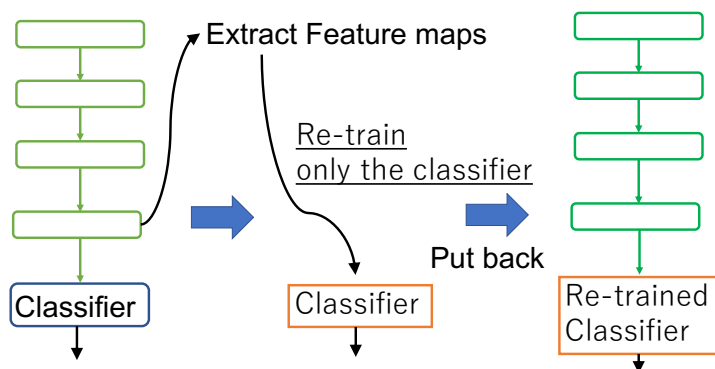 Extract Feature maps
Re-train
only the classifier
Put back
Classifier
Classifier
Re-trained
Classifier